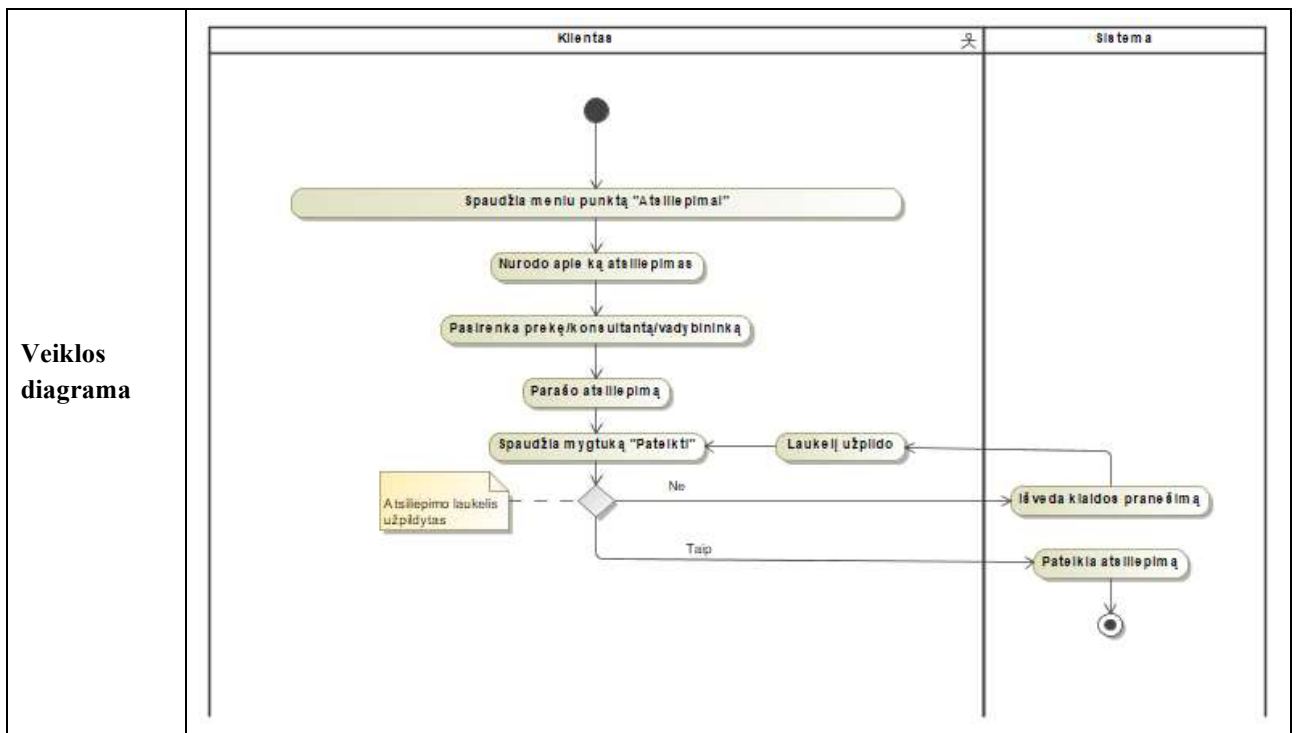 Klientas
Sistema
Spaudžia meniu punktą "Atsiliepimai"
Nurodo apie ką atsiliepimas
Pasirenka prekę/konsultantą/vadybininką
Parašo atsiliepimą
Spaudžia mygtuką "Pateikti"
Laukelį užpildo
Veiklos
diagrama
Atsiliepimo laukelis
užpildytas
Ne
Išveda klaidos pranešimą
Taip
Pateikia atsiliepimą